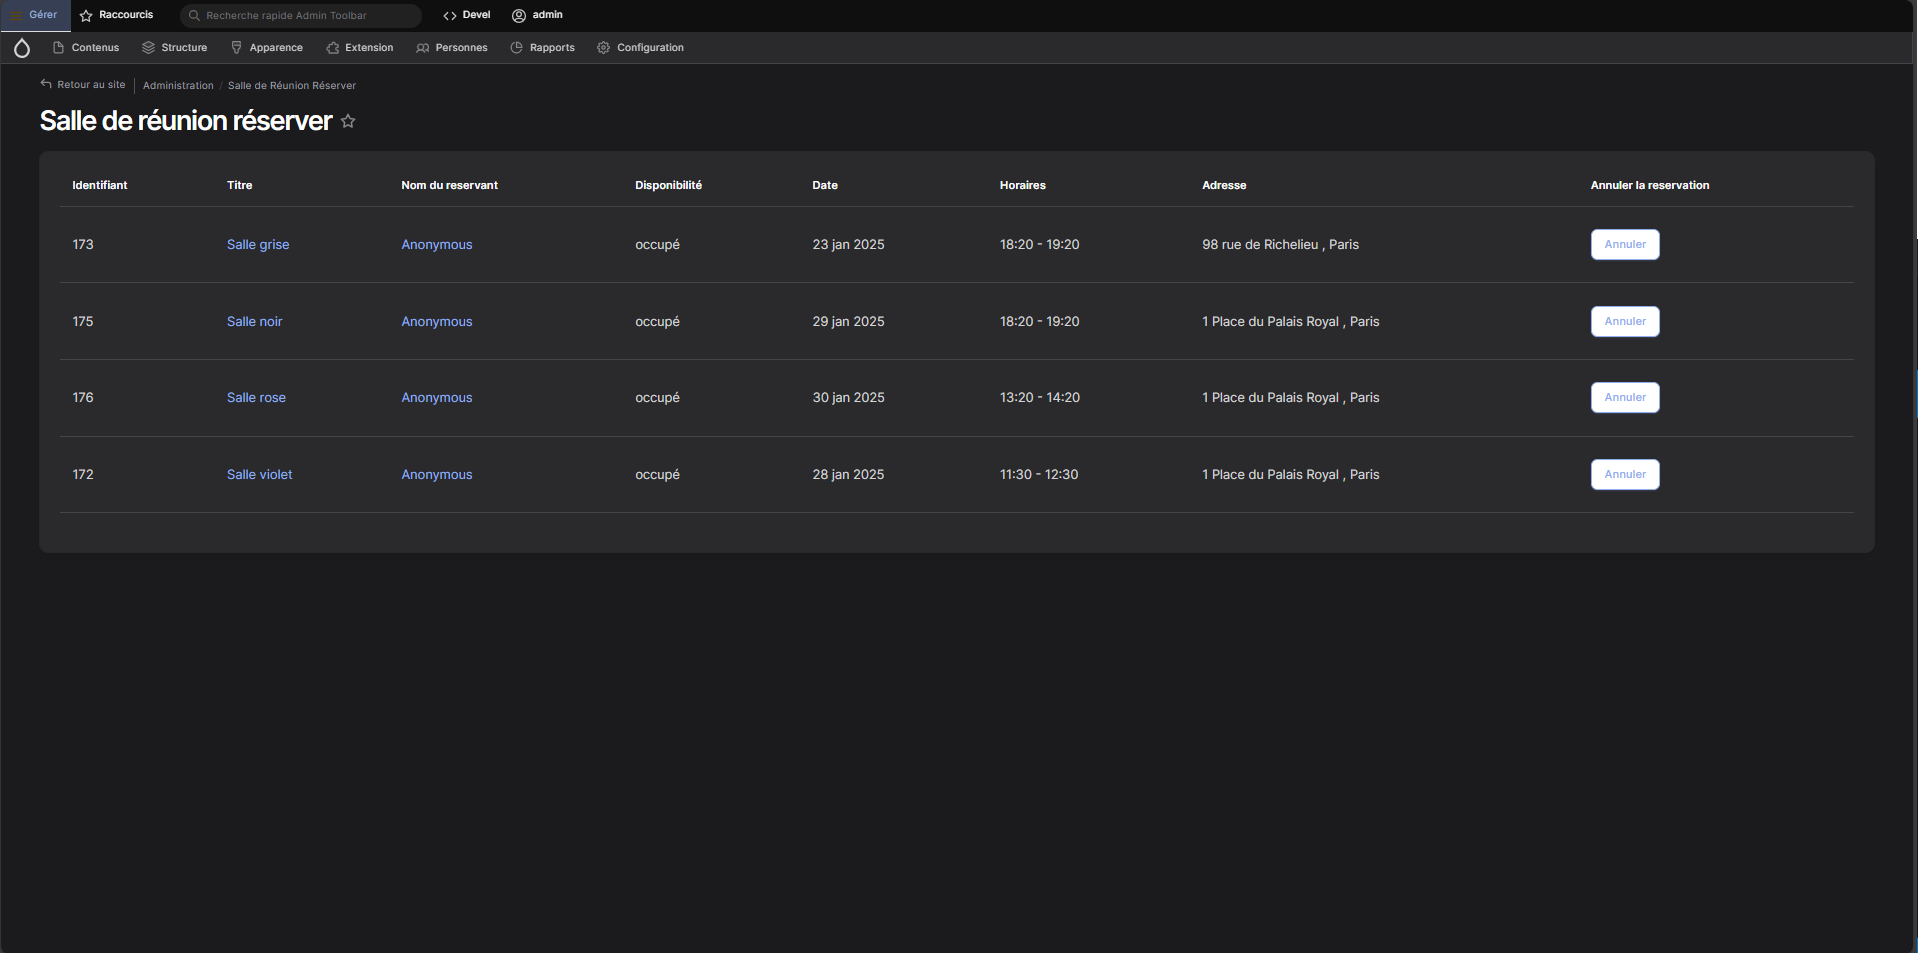 Gérer Raccourcis Recherche rapide Admin Toolbar Devel admin
Contenus Structure Apparence Extension Personnes Rapports Configuration
Retour au site Administration / Salle de Réunion Réserver
Salle de réunion réserver
Identifiant Titre Nom du reservant Disponibilité Date Horaires Adresse Annuler la reservation
173 Salle grise Anonymous occupé 23 jan 2025 18:20 - 19:20 98 rue de Richelieu , Paris Annuler
175 Salle noir Anonymous occupé 29 jan 2025 18:20 - 19:20 1 Place du Palais Royal , Paris Annuler
176 Salle rose Anonymous occupé 30 jan 2025 13:20 - 14:20 1 Place du Palais Royal , Paris Annuler
172 Salle violet Anonymous occupé 28 jan 2025 11:30 - 12:30 1 Place du Palais Royal , Paris Annuler